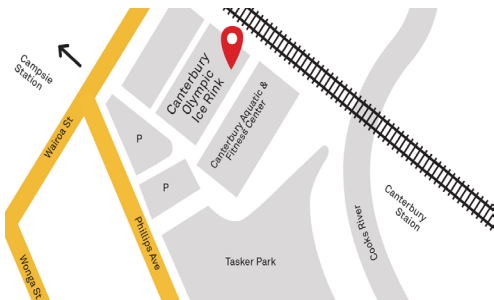 Campsie
Station
Wairoa St
Canterbury
Olympic
Ice Rink
Canterbury Aquatic &
Fitness Center
P
P
Phillips Ave
Wonga St
Tasker Park
Cooks River
Canterbury
Staion